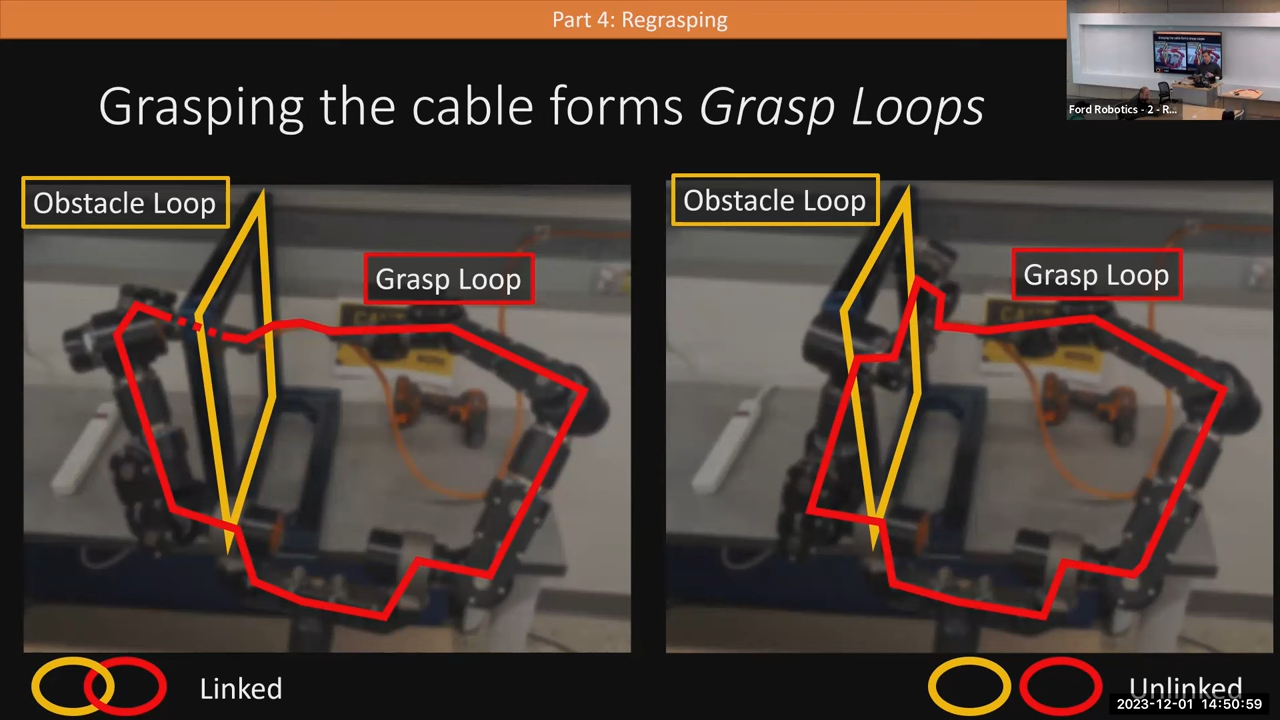 Part 4: Regrasping
Ford Robotics - 2 - R...
Grasping the cable forms Grasp Loops
Obstacle Loop
Grasp Loop
Obstacle Loop
Grasp Loop
Linked
Unlinked
2023-12-01 14:50:59